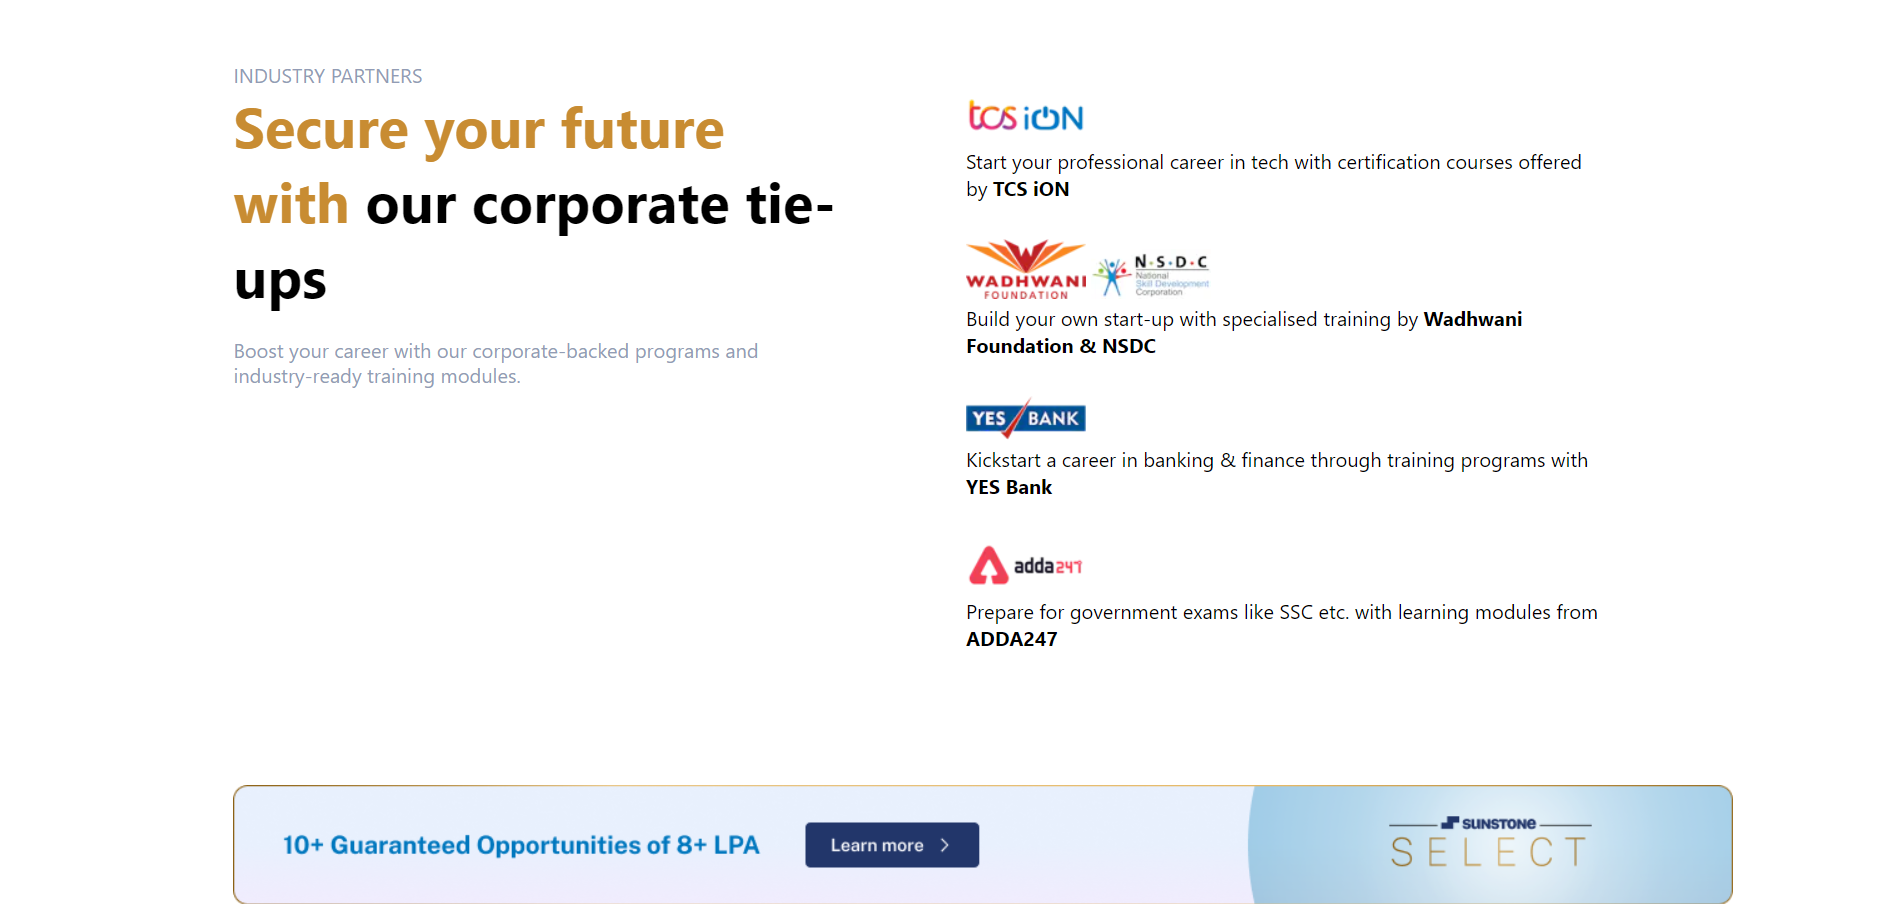 INDUSTRY PARTNERS
Secure your future
with our corporate tie-
ups
Boost your career with our corporate-backed programs and
industry-ready training modules.
tcs iON
Start your professional career in tech with certification courses offered
by TCS iON
WADHWANI
FOUNDATION
N·S·D·C
National
Skill Development
Corporation
Build your own start-up with specialised training by Wadhwani
Foundation & NSDC
YES BANK
Kickstart a career in banking & finance through training programs with
YES Bank
adda247
Prepare for government exams like SSC etc. with learning modules from
ADDA247
10+ Guaranteed Opportunities of 8+ LPA
Learn more
SUNSTONE
SELECT